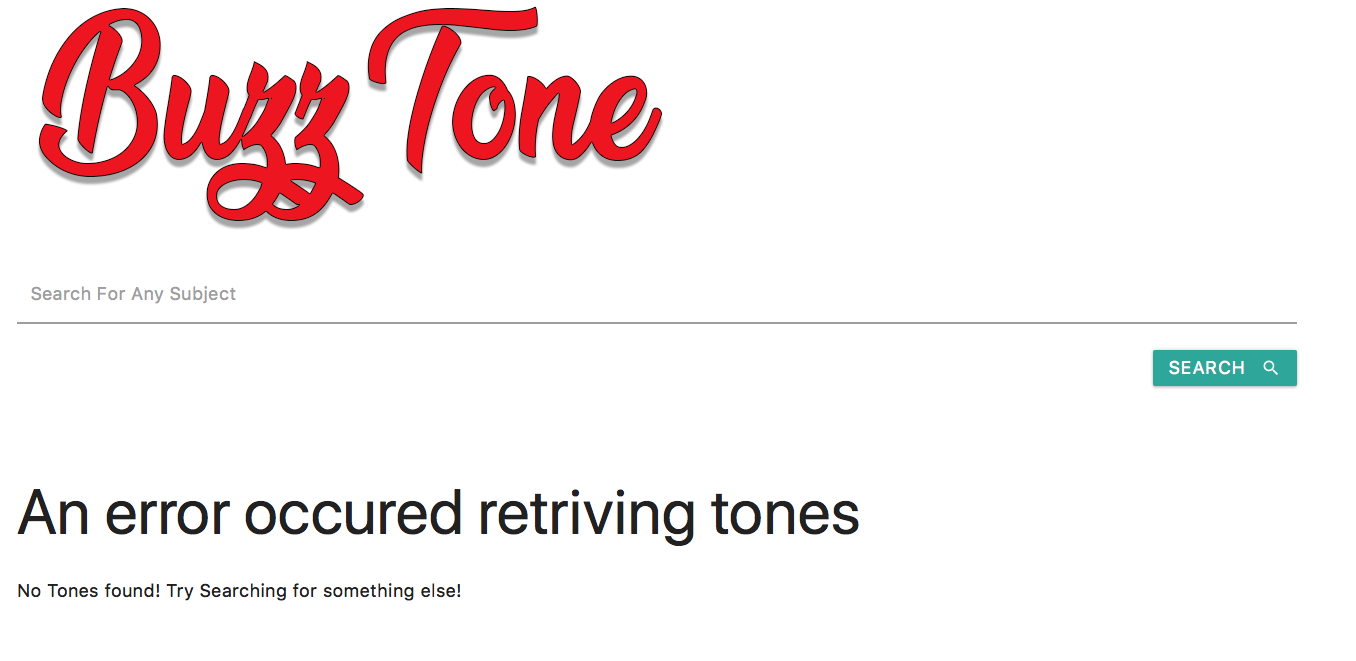 Buzz Tone
Search For Any Subject
SEARCH
An error occured retriving tones
No Tones found! Try Searching for something else!